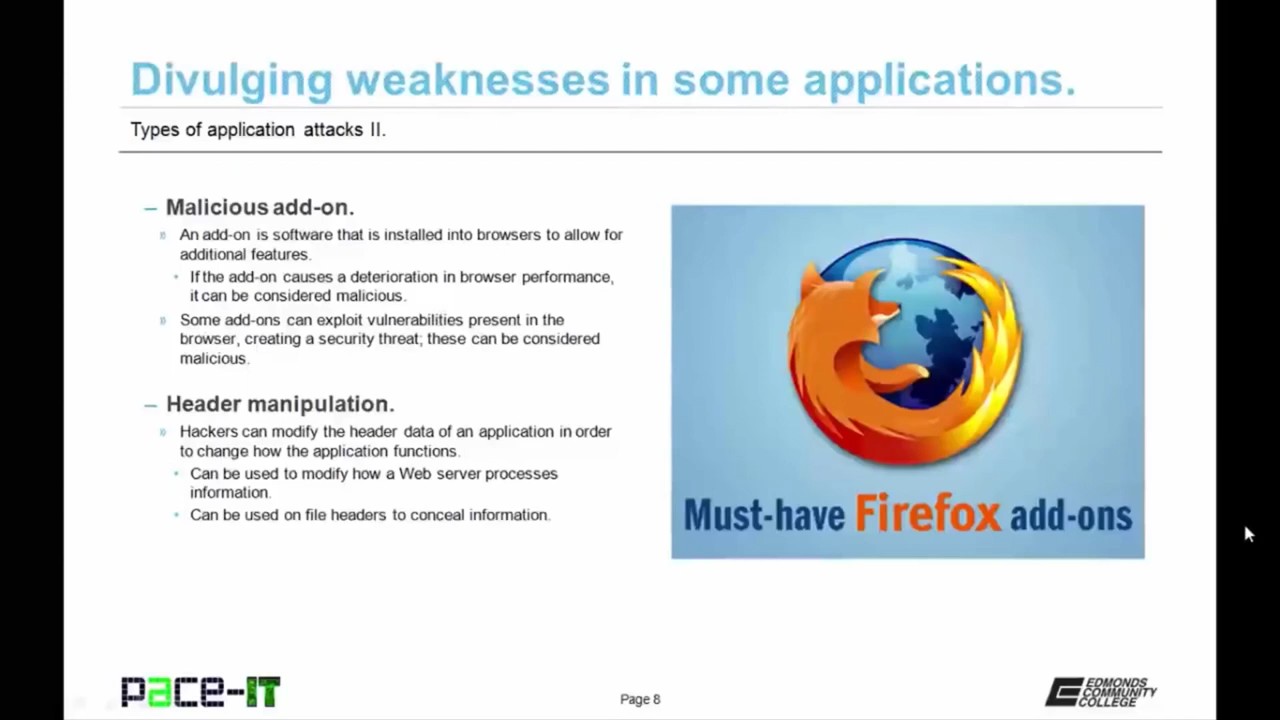 Divulging weaknesses in some applications.
Types of application attacks II.
– Malicious add-on.
» An add-on is software that is installed into browsers to allow for
additional features.
• If the add-on causes a deterioration in browser performance,
it can be considered malicious.
» Some add-ons can exploit vulnerabilities present in the
browser, creating a security threat; these can be considered
malicious.
– Header manipulation.
» Hackers can modify the header data of an application in order
to change how the application functions.
• Can be used to modify how a Web server processes
information.
• Can be used on file headers to conceal information.
Must-have Firefox add-ons
pace-IT
Page 8
EDMONDS
COMMUNITY
COLLEGE